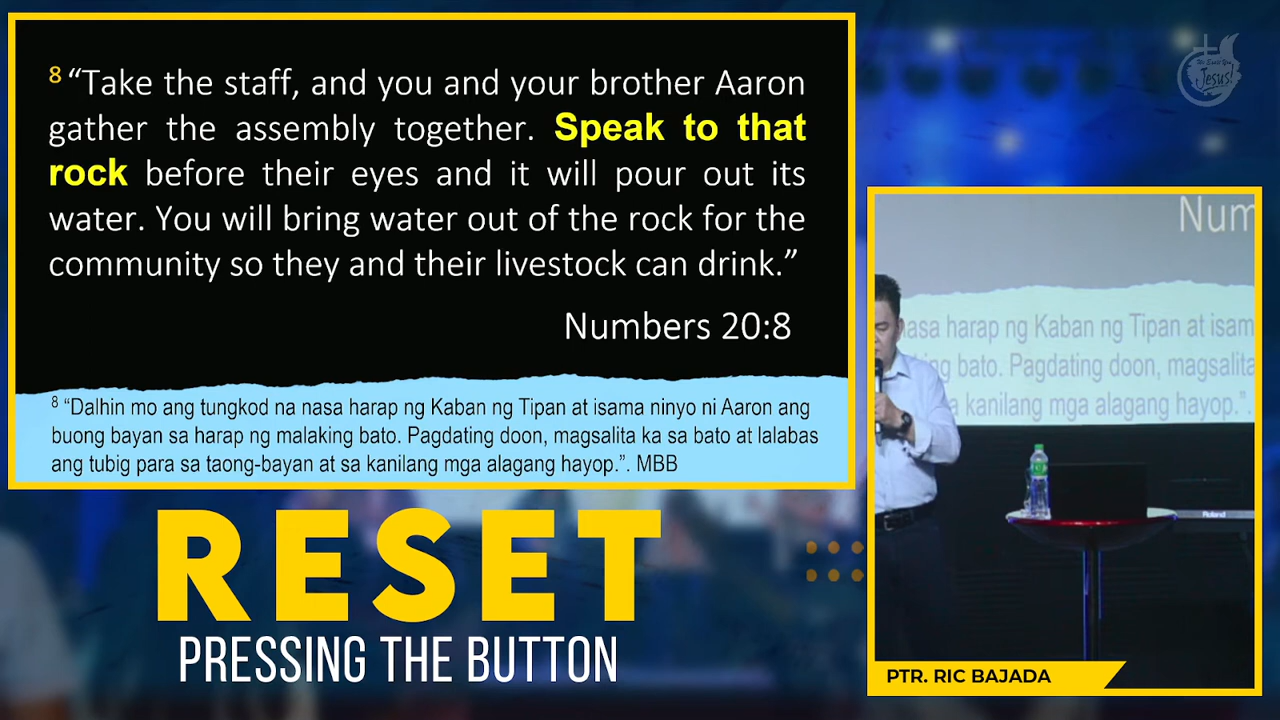 8 “Take the staff, and you and your brother Aaron
gather the assembly together. Speak to that
rock before their eyes and it will pour out its
water. You will bring water out of the rock for the
community so they and their livestock can drink.”
Numbers 20:8
8 “Dalhin mo ang tungkod na nasa harap ng Kaban ng Tipan at isama ninyo ni Aaron ang
buong bayan sa harap ng malaking bato. Pagdating doon, magsalita ka sa bato at lalabas
ang tubig para sa taong-bayan at sa kanilang mga alagang hayop.”. MBB
RESET
PRESSING THE BUTTON
Jesus!
Num
nasa harap ng Kaban ng Tipan at isam
ng bato. Pagdating doon, magsalita
a kanilang mga alagang hayop.”.
Roland
PTR. RIC BAJADA